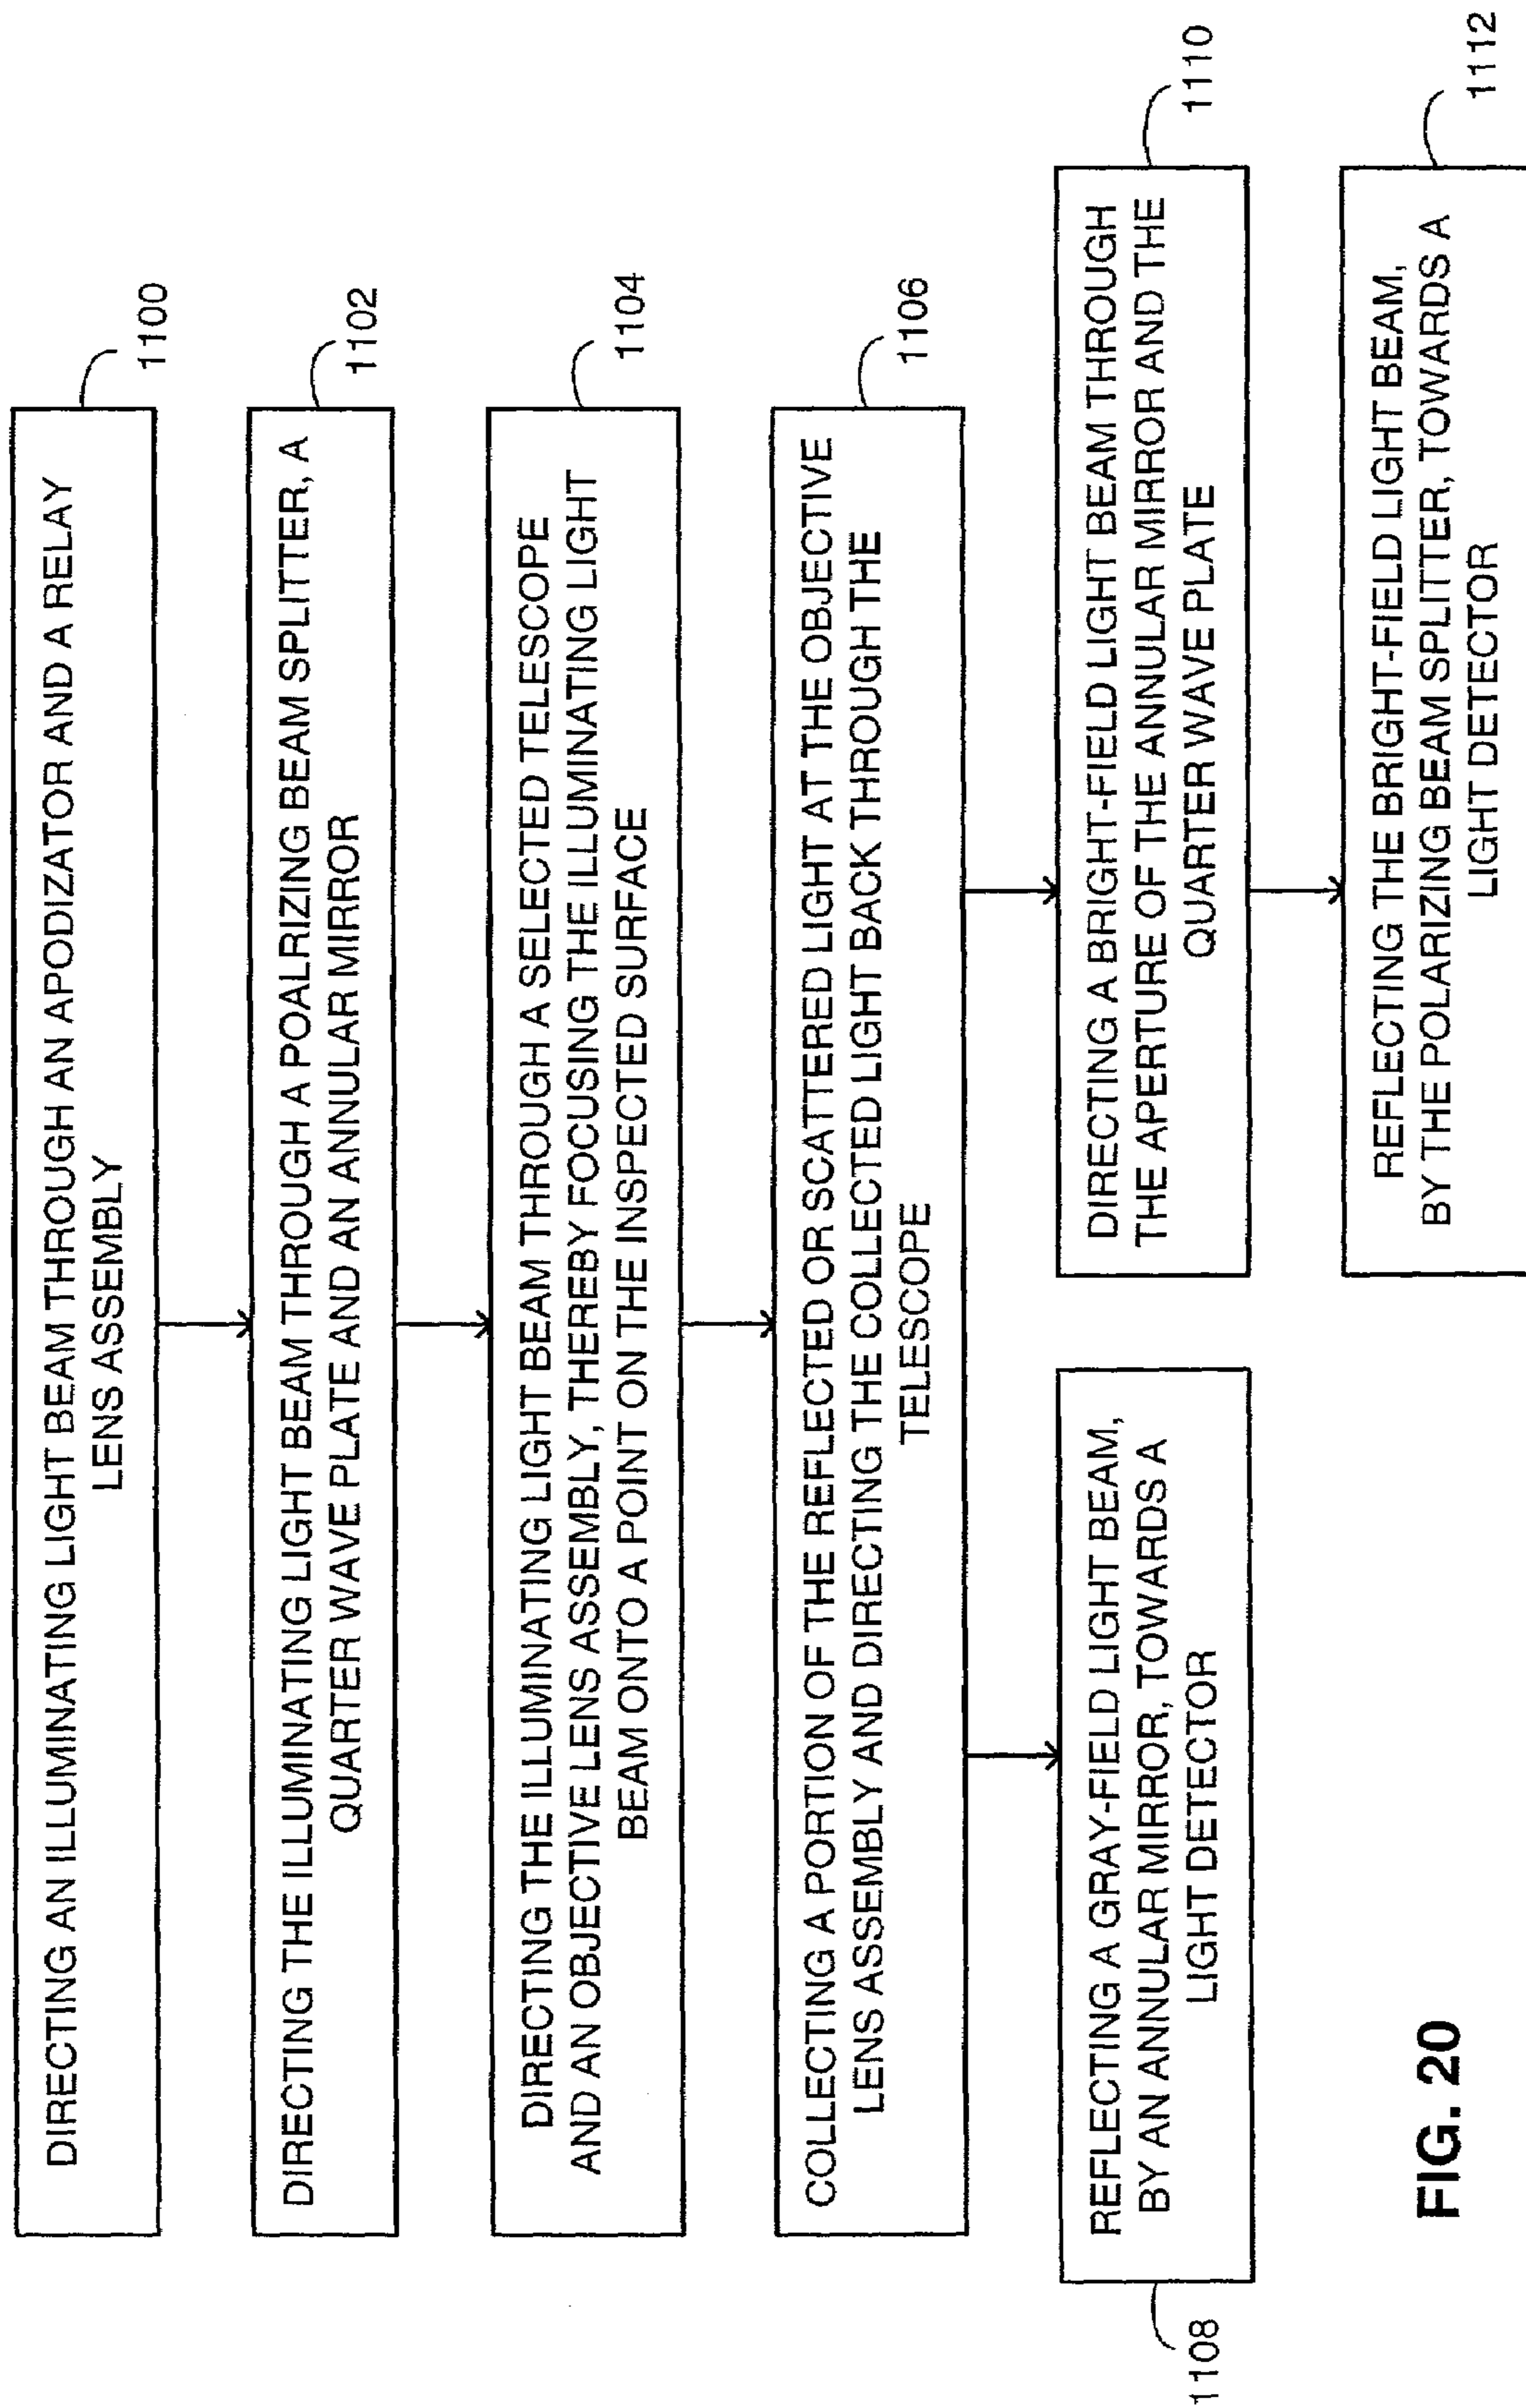 DIRECTING AN ILLUMINATING LIGHT BEAM THROUGH AN APODIZATOR AND A RELAY
LENS ASSEMBLY
1100
DIRECTING THE ILLUMINATING LIGHT BEAM THROUGH A POALRIZING BEAM SPLITTER, A
QUARTER WAVE PLATE AND AN ANNULAR MIRROR
1102
DIRECTING THE ILLUMINATING LIGHT BEAM THROUGH A SELECTED TELESCOPE
AND AN OBJECTIVE LENS ASSEMBLY, THEREBY FOCUSING THE ILLUMINATING LIGHT
BEAM ONTO A POINT ON THE INSPECTED SURFACE
1104
COLLECTING A PORTION OF THE REFLECTED OR SCATTERED LIGHT AT THE OBJECTIVE
LENS ASSEMBLY AND DIRECTING THE COLLECTED LIGHT BACK THROUGH THE
TELESCOPE
1106
REFLECTING A GRAY-FIELD LIGHT BEAM,
BY AN ANNULAR MIRROR, TOWARDS A
LIGHT DETECTOR
1108
DIRECTING A BRIGHT-FIELD LIGHT BEAM THROUGH
THE APERTURE OF THE ANNULAR MIRROR AND THE
QUARTER WAVE PLATE
1110
REFLECTING THE BRIGHT-FIELD LIGHT BEAM,
BY THE POLARIZING BEAM SPLITTER, TOWARDS A
LIGHT DETECTOR
1112
FIG. 20